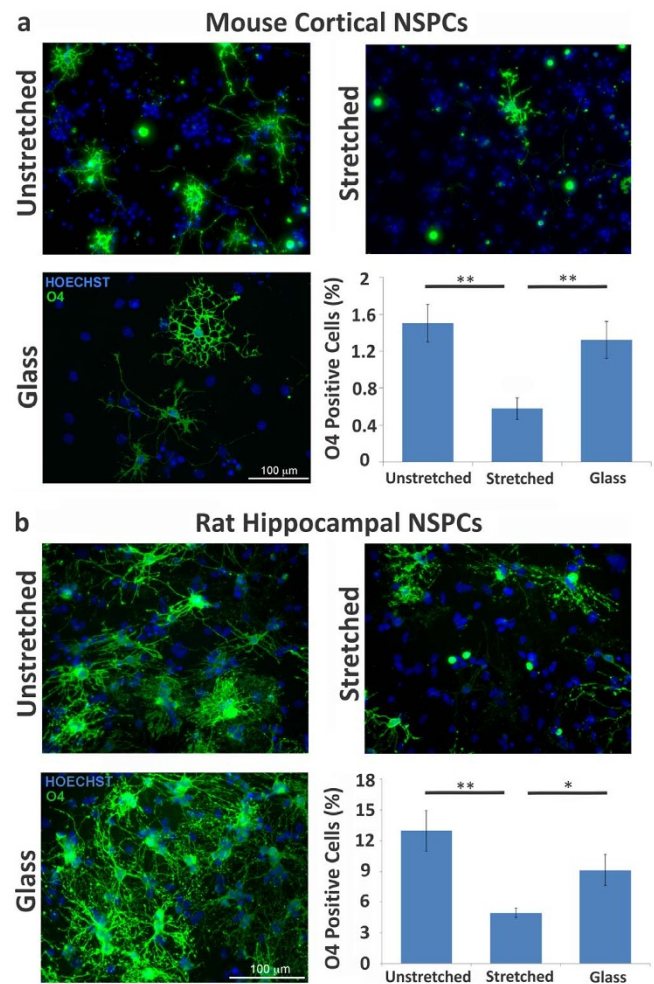 a
Mouse Cortical NSPCs
Unstretched
Stretched
Glass
HOECHST
O4
100 μm
O4 Positive Cells (%)
2
1.6
1.2
0.8
0.4
0
**
**
Unstretched
Stretched
Glass
b
Rat Hippocampal NSPCs
Unstretched
Stretched
Glass
HOECHST
O4
100 μm
O4 Positive Cells (%)
18
15
12
9
6
3
0
**
*
Unstretched
Stretched
Glass